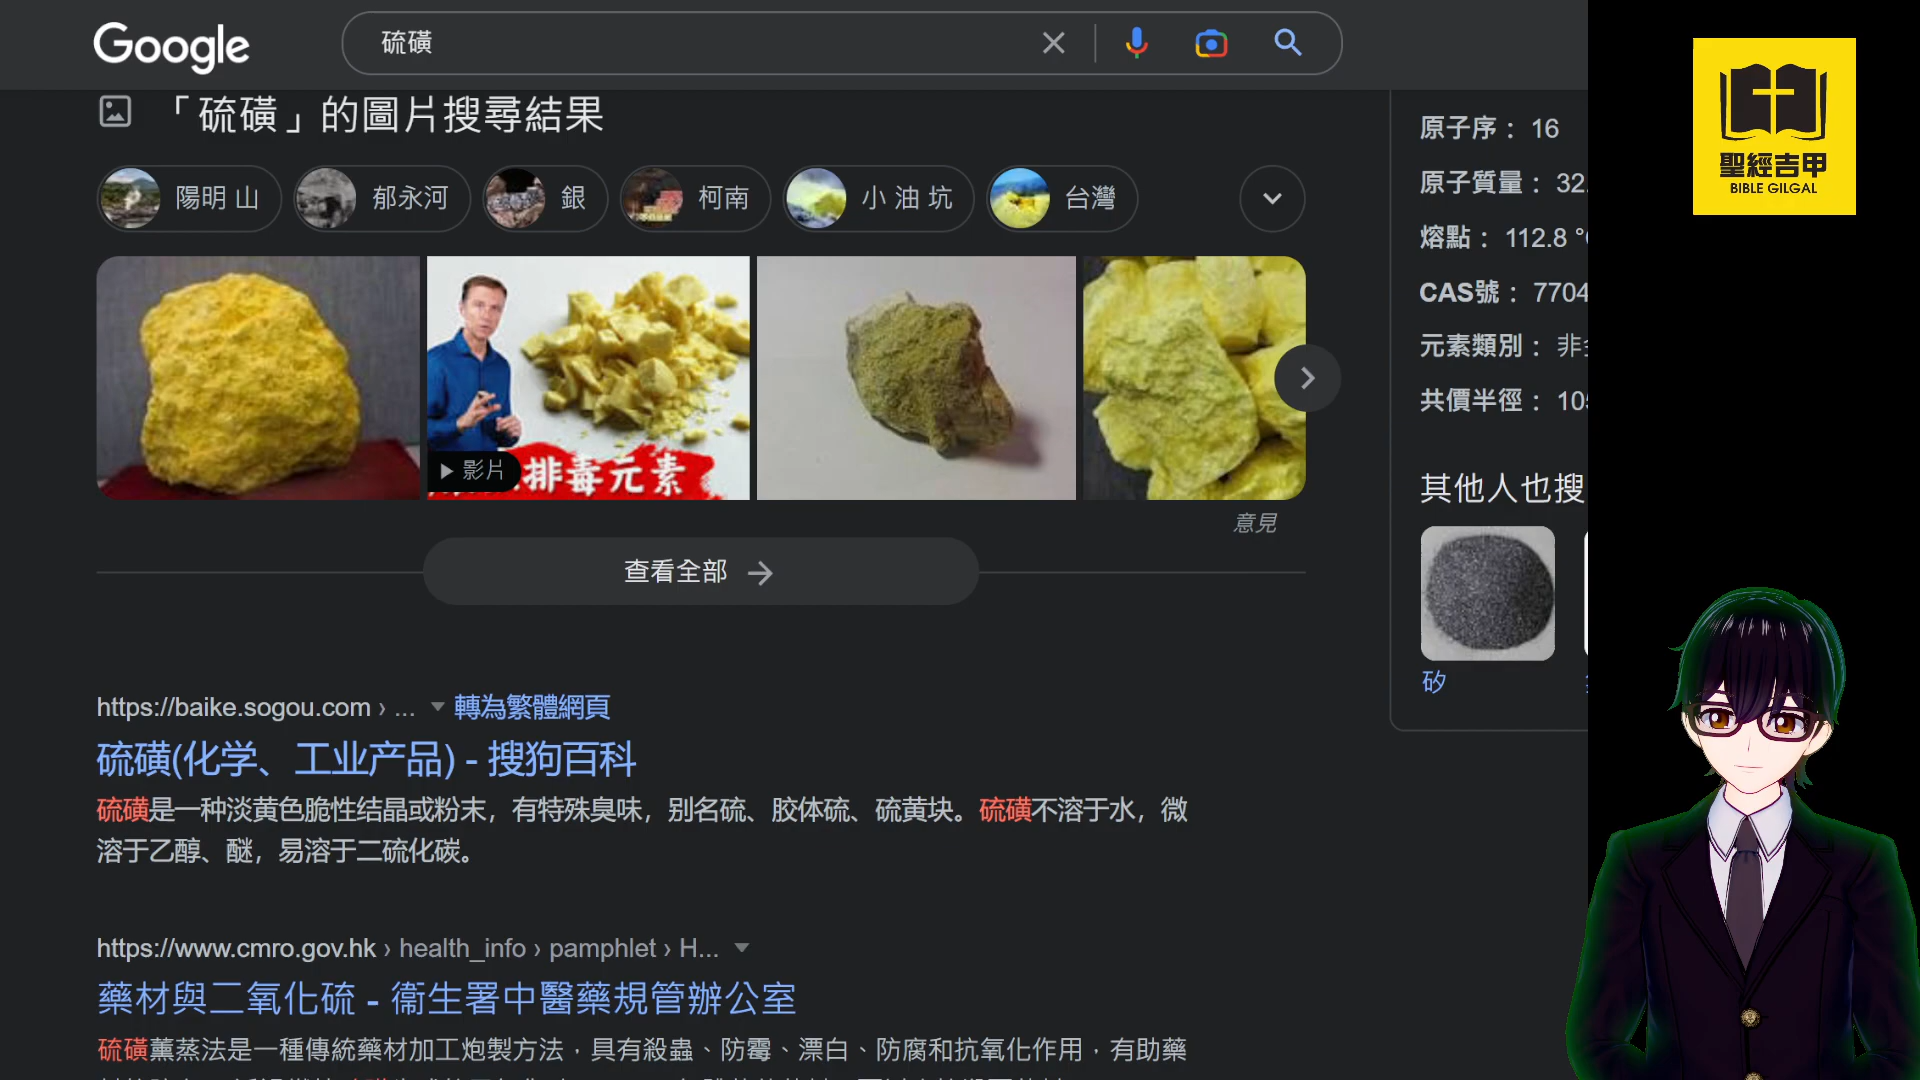 Google
硫磺
「硫磺」的圖片搜尋結果
陽明 山
郁永河
銀
柯南
小 油 坑
台灣
影片
排毒元素
意見
查看全部
https://baike.sogou.com › ...
轉為繁體網頁
硫磺(化学、工业产品) - 搜狗百科
硫磺是一种淡黄色脆性结晶或粉末，有特殊臭味，别名硫、胶体硫、硫黄块。硫磺不溶于水，微
溶于乙醇、醚，易溶于二硫化碳。
https://www.cmro.gov.hk › health_info › pamphlet › H...
藥材與二氧化硫 - 衞生署中醫藥規管辦公室
硫磺薰蒸法是一種傳統藥材加工炮製方法，具有殺蟲、防霉、漂白、防腐和抗氧化作用，有助藥
原子序： 16
原子質量： 32.
熔點： 112.8 °
CAS號： 7704
元素類別： 非
共價半徑： 105
其他人也搜
矽
聖經吉甲
BIBLE GILGAL